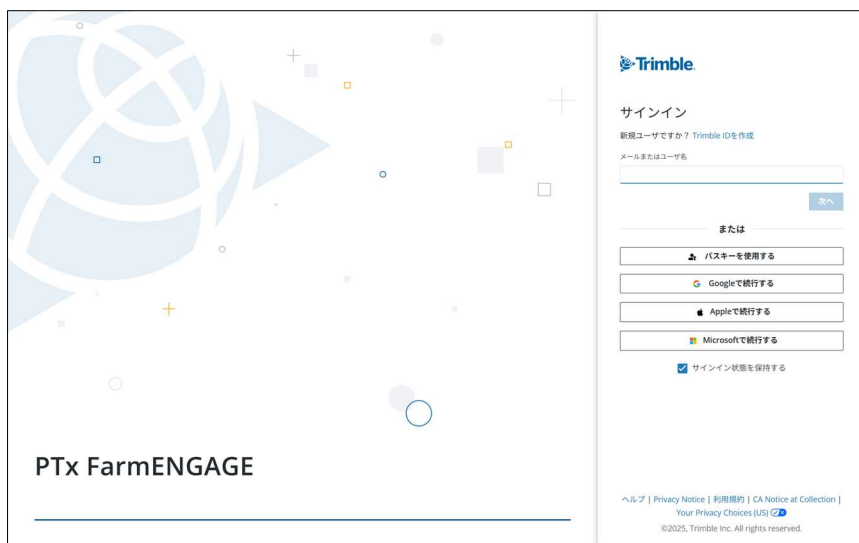 Trimble.
サインイン
新規ユーザですか？ Trimble IDを作成
メールまたはユーザ名
次へ
または
パスキーを使用する
Googleで続行する
Appleで続行する
Microsoftで続行する
サインイン状態を保持する
PTx FarmENGAGE
ヘルプ | Privacy Notice | 利用規約 | CA Notice at Collection |
Your Privacy Choices (US)
©2025, Trimble Inc. All rights reserved.